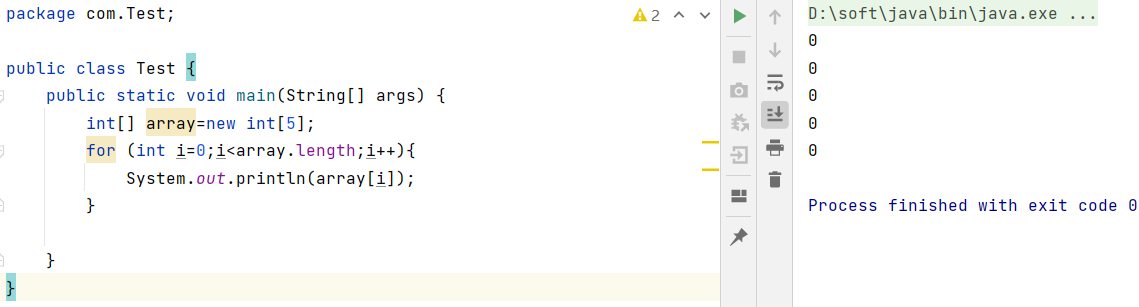 package com.Test;
2
public class Test {
public static void main(String[] args) {
int[] array=new int[5];
for (int i=0;i<array.length;i++){
System.out.println(array[i]);
}
}
}
D:\soft\java\bin\java.exe ...
0
0
0
0
0
Process finished with exit code 0